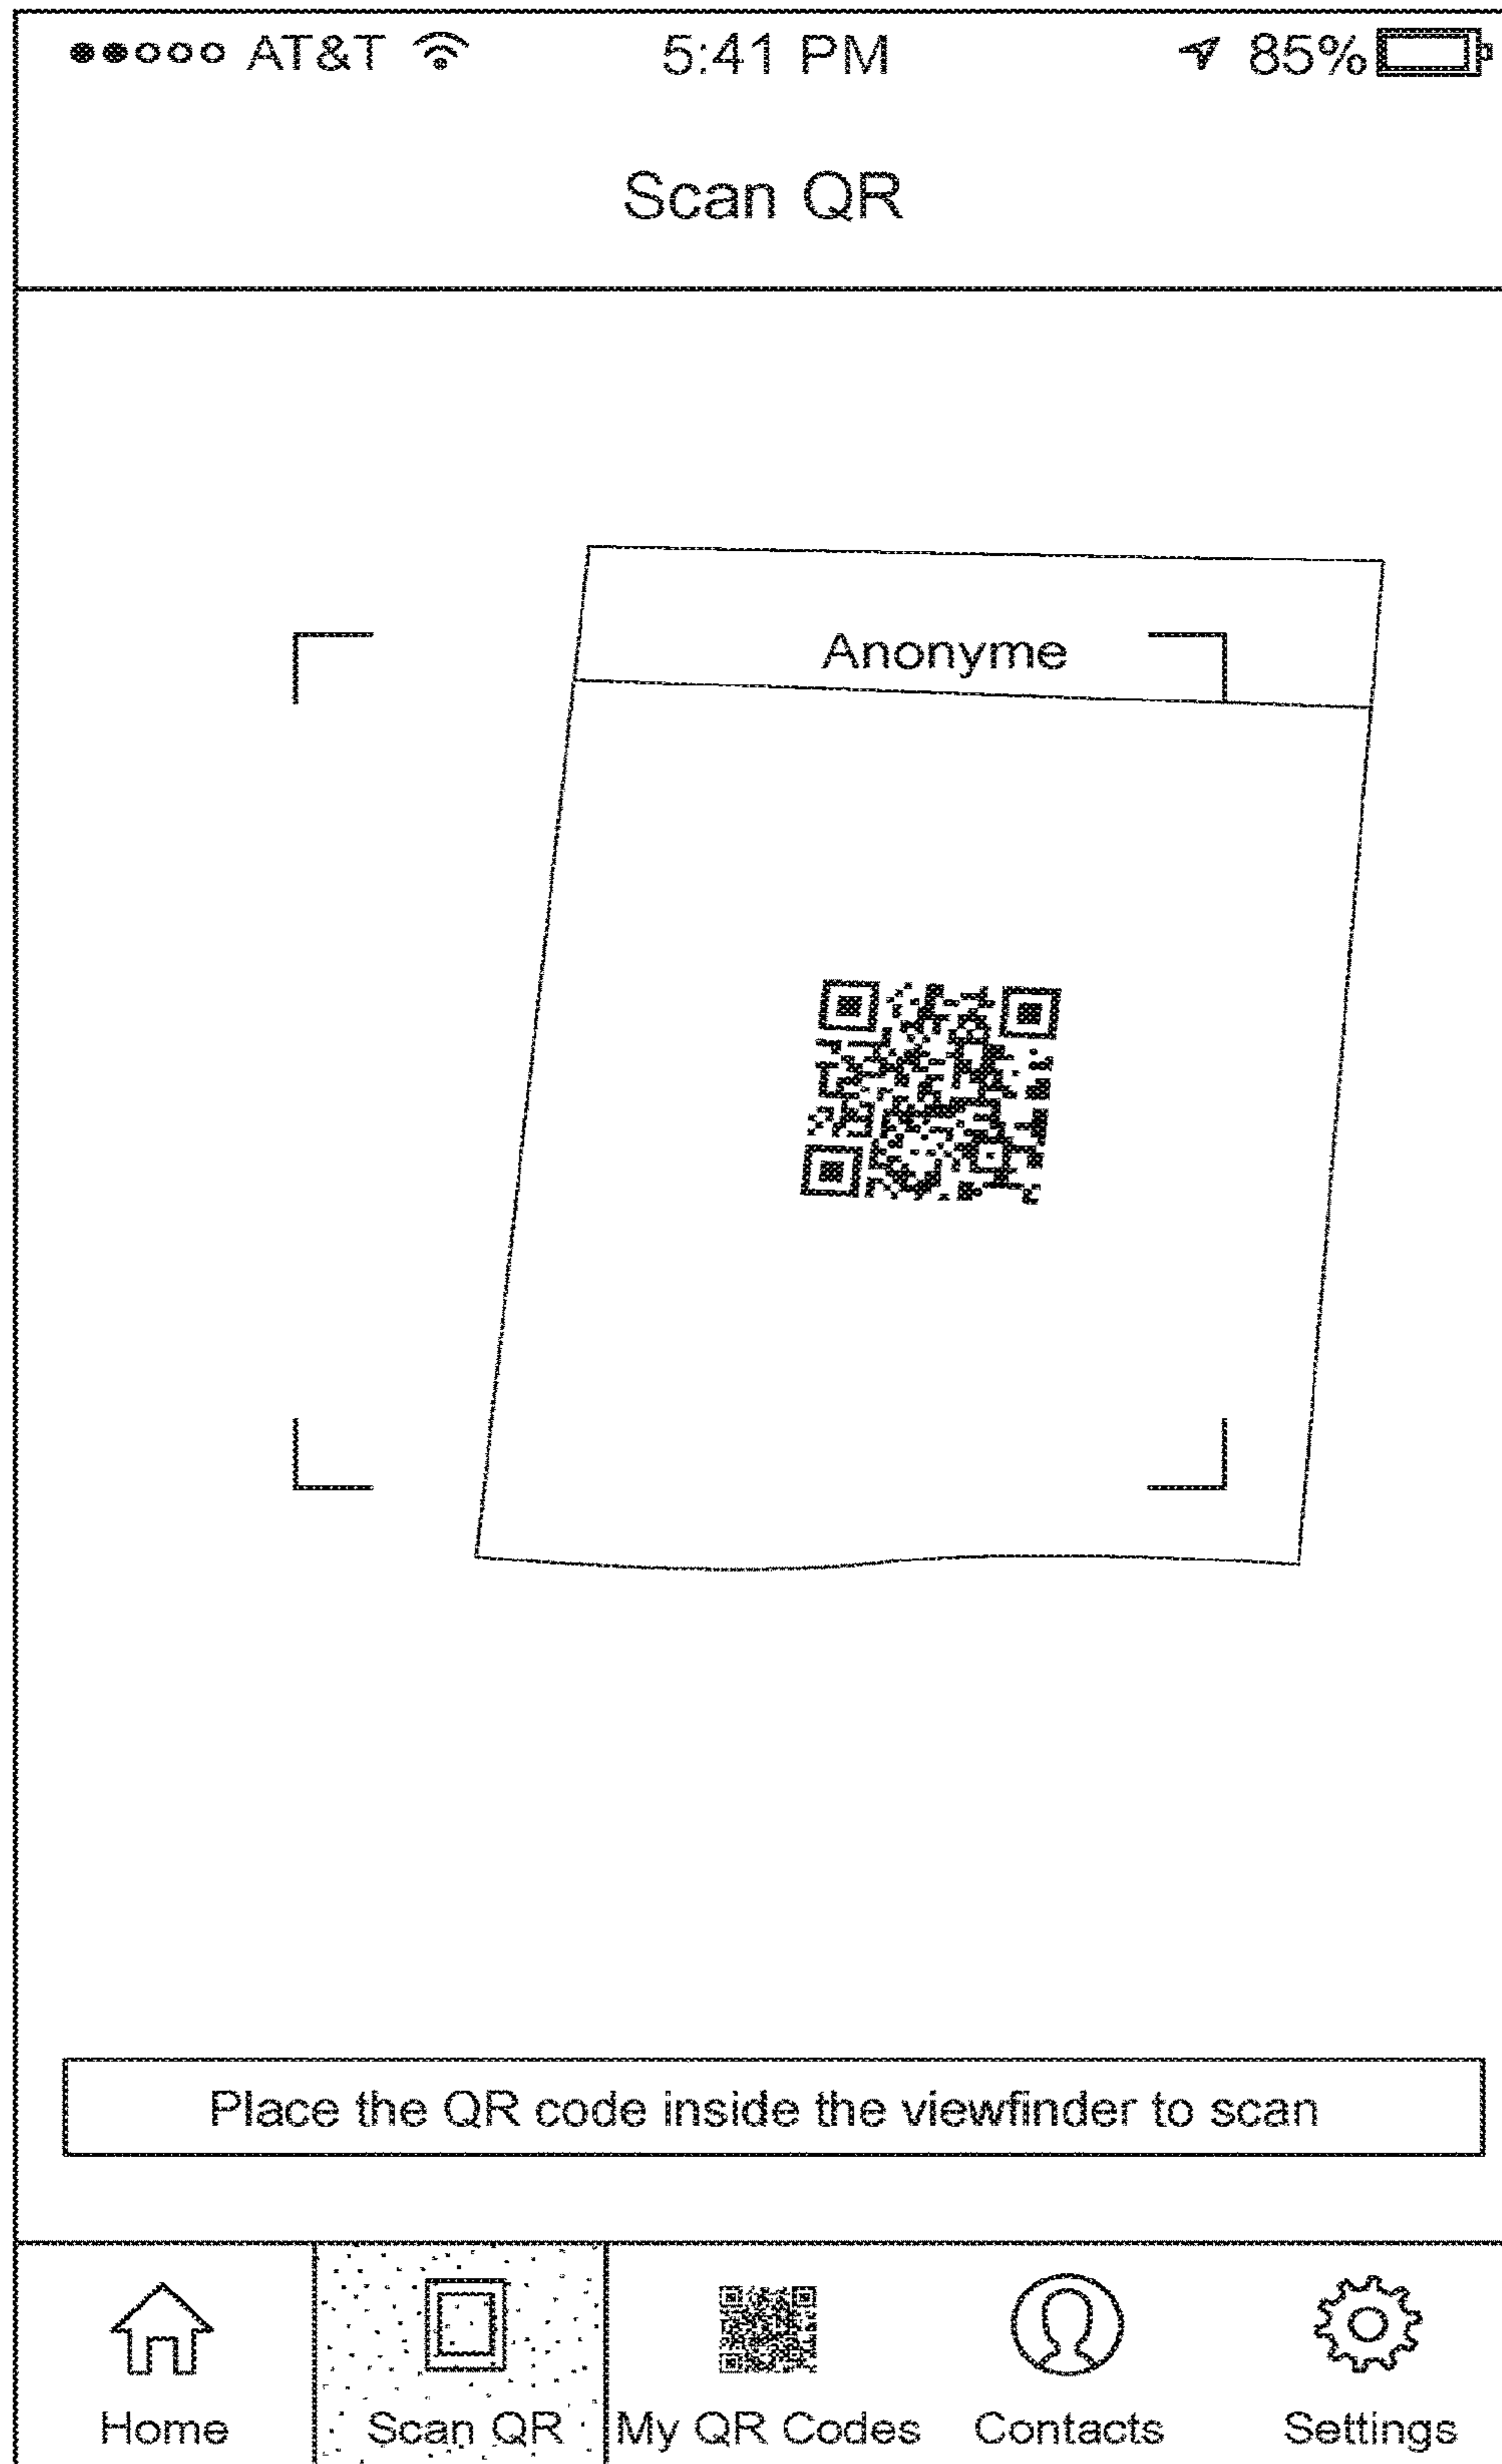 AT&T 5:41 PM 85%
Scan QR
Anonyme
Place the QR code inside the viewfinder to scan
Home Scan QR My QR Codes Contacts Settings